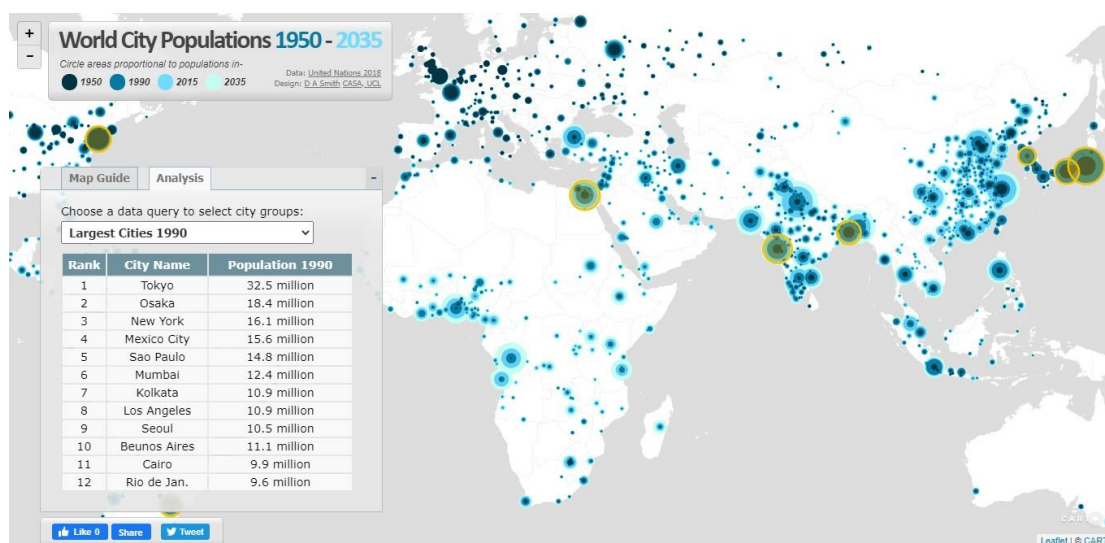 +
−
World City Populations 1950 - 2035
Circle areas proportional to populations in-
1950 1990 2015 2035
Data: United Nations 2018
Design: D A Smith CASA, UCL
Map Guide Analysis −
Choose a data query to select city groups:
Largest Cities 1990
Rank City Name Population 1990
1 Tokyo 32.5 million
2 Osaka 18.4 million
3 New York 16.1 million
4 Mexico City 15.6 million
5 Sao Paulo 14.8 million
6 Mumbai 12.4 million
7 Kolkata 10.9 million
8 Los Angeles 10.9 million
9 Seoul 10.5 million
10 Beunos Aires 11.1 million
11 Cairo 9.9 million
12 Rio de Jan. 9.6 million
Like 0 Share Tweet
Leaflet | © CART